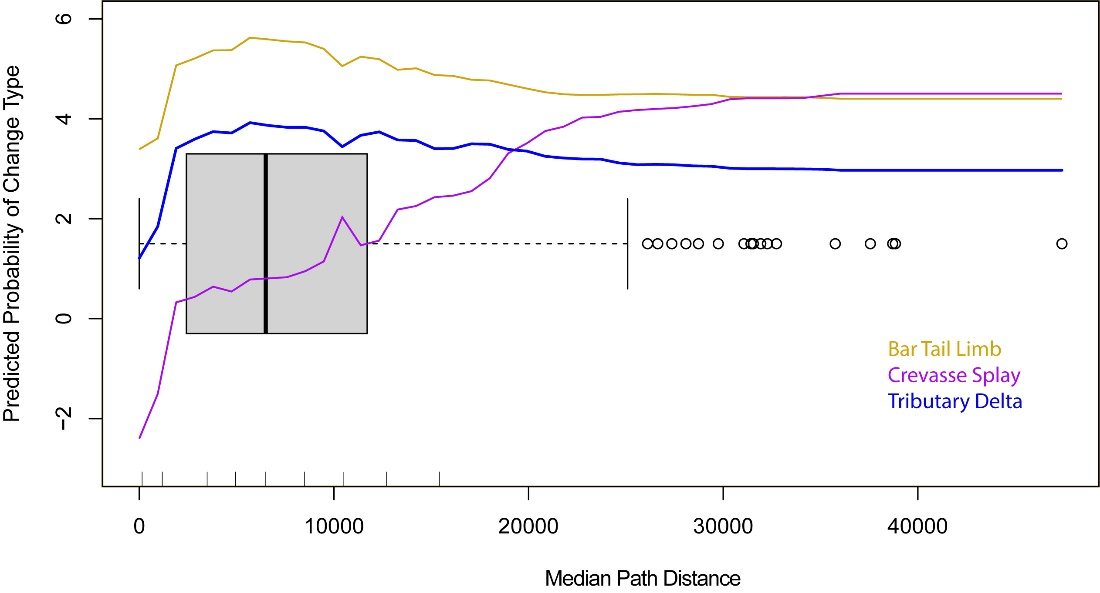 Predicted Probability of Change Type
6
4
2
0
−2
Bar Tail Limb
Crevasse Splay
Tributary Delta
0 10000 20000 30000 40000
Median Path Distance